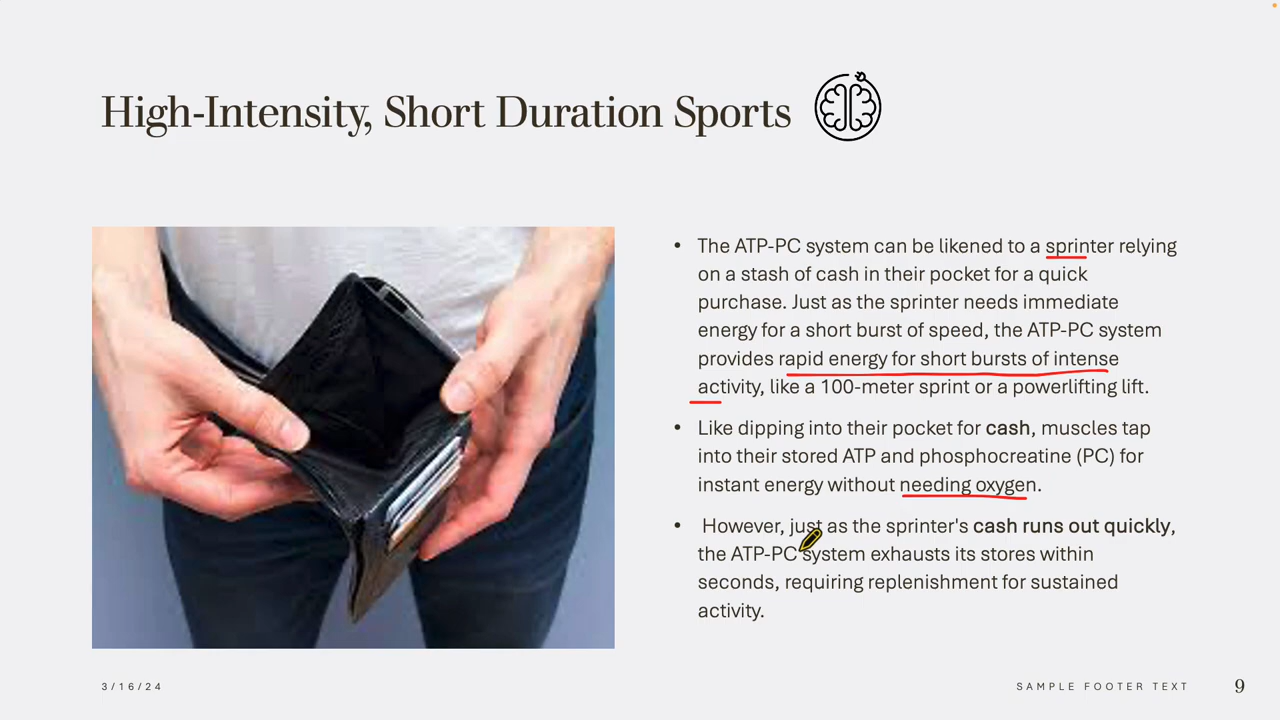 High-Intensity, Short Duration Sports
• The ATP-PC system can be likened to a sprinter relying
on a stash of cash in their pocket for a quick
purchase. Just as the sprinter needs immediate
energy for a short burst of speed, the ATP-PC system
provides rapid energy for short bursts of intense
activity, like a 100-meter sprint or a powerlifting lift.
• Like dipping into their pocket for cash, muscles tap
into their stored ATP and phosphocreatine (PC) for
instant energy without needing oxygen.
• However, just as the sprinter's cash runs out quickly,
the ATP-PC system exhausts its stores within
seconds, requiring replenishment for sustained
activity.
3/16/24
SAMPLE FOOTER TEXT
9